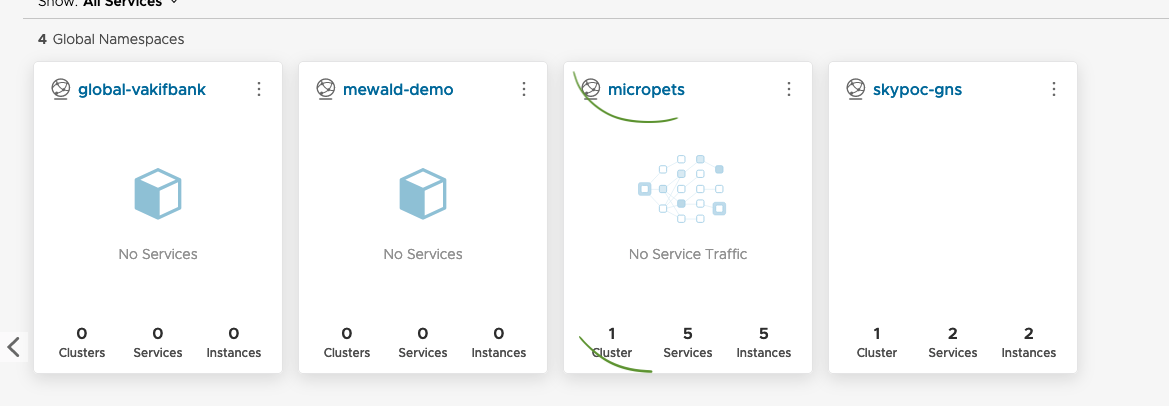 Show: All Services
4 Global Namespaces
global-vakifbank
No Services
0 0 0
Clusters Services Instances
mewald-demo
No Services
0 0 0
Clusters Services Instances
micropets
No Service Traffic
1 5 5
Cluster Services Instances
skypoc-gns
1 2 2
Cluster Services Instances